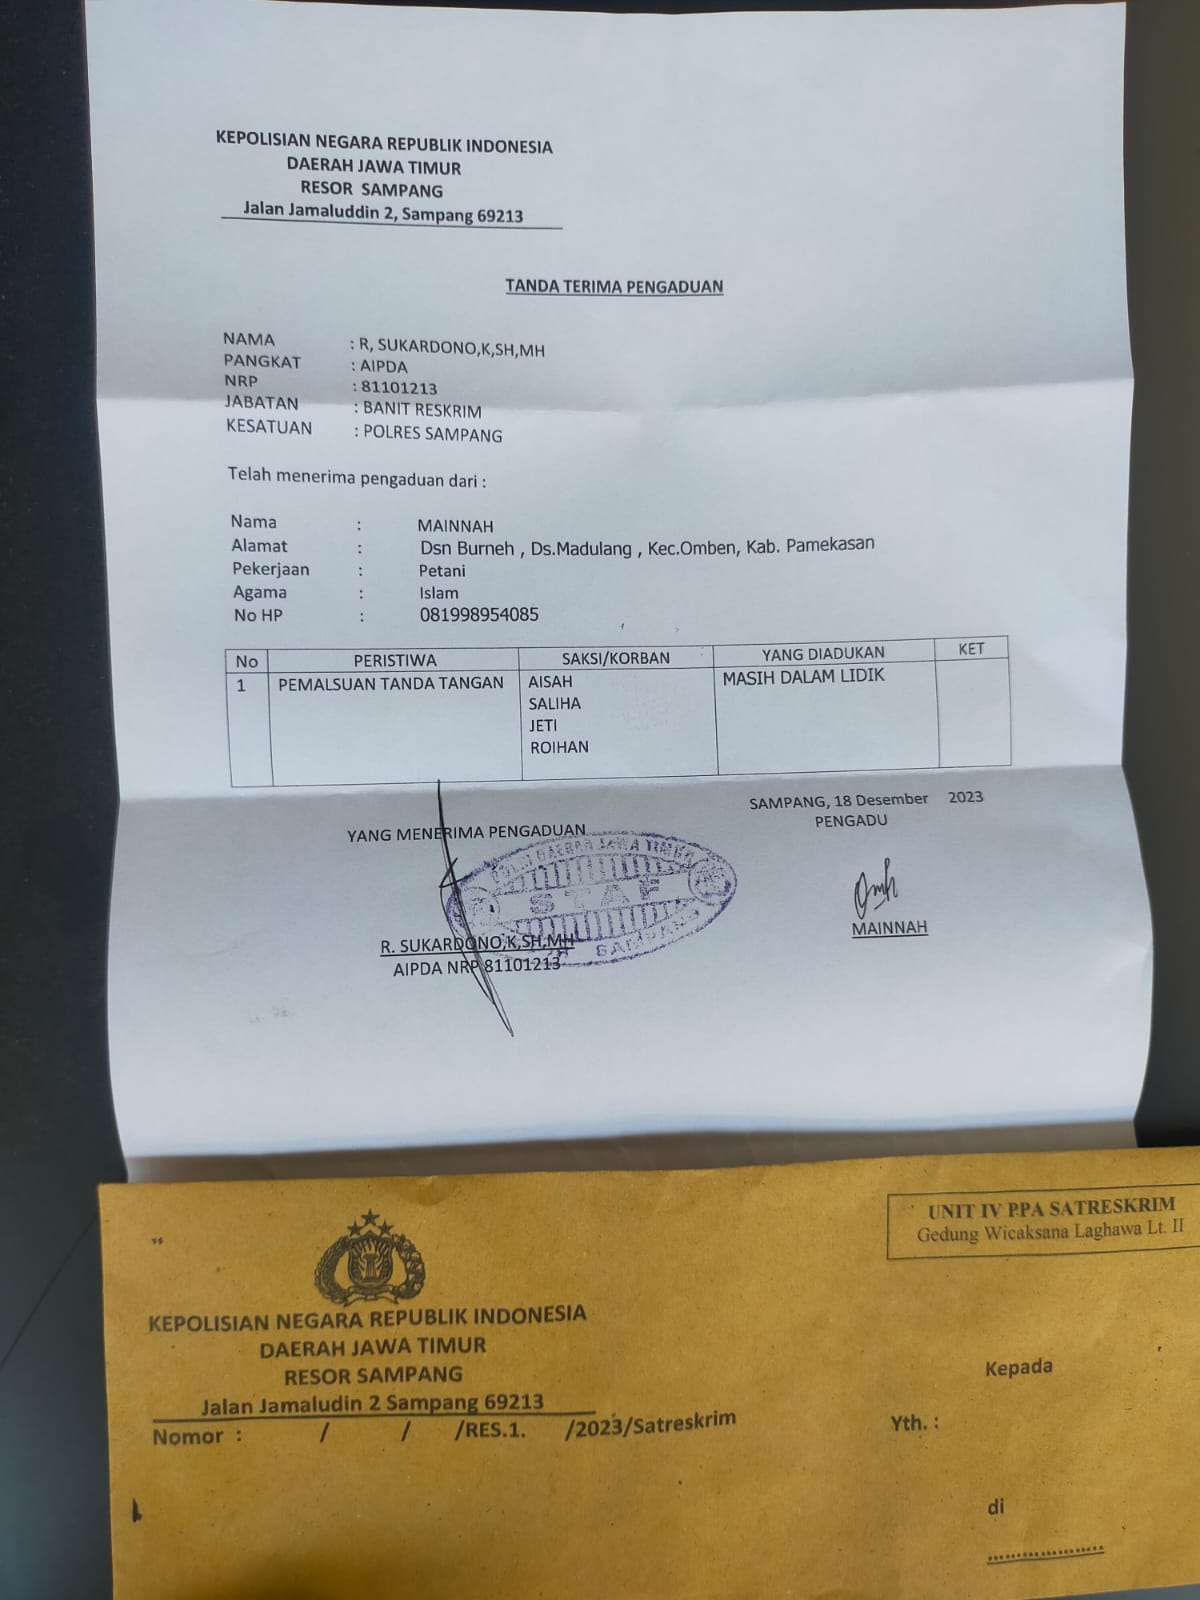 KEPOLISIAN NEGARA REPUBLIK INDONESIA
DAERAH JAWA TIMUR
RESOR SAMPANG
Jalan Jamaluddin 2, Sampang 69213
TANDA TERIMA PENGADUAN
NAMA : R, SUKARDONO,K,SH,MH
PANGKAT : AIPDA
NRP : 81101213
JABATAN : BANIT RESKRIM
KESATUAN : POLRES SAMPANG
Telah menerima pengaduan dari :
Nama : MAINNAH
Alamat : Dsn Burneh , Ds.Madulang , Kec.Omben, Kab. Pamekasan
Pekerjaan : Petani
Agama : Islam
No HP : 081998954085
No PERISTIWA SAKSI/KORBAN YANG DIADUKAN KET
1 PEMALSUAN TANDA TANGAN AISAH MASIH DALAM LIDIK
SALIHA
JETI
ROIHAN
SAMPANG, 18 Desember 2023
YANG MENERIMA PENGADUAN PENGADU
DAERAH JAWA TIMUR
STAF
SAMPANG
R. SUKARDONO,K,SH,MH MAINNAH
AIPDA NRP 81101213
UNIT IV PPA SATRESKRIM
Gedung Wicaksana Laghawa Lt. II
KEPOLISIAN NEGARA REPUBLIK INDONESIA
DAERAH JAWA TIMUR
RESOR SAMPANG
Jalan Jamaludin 2 Sampang 69213
Nomor : / / /RES.1. /2023/Satreskrim
Kepada
Yth. :
di
....................